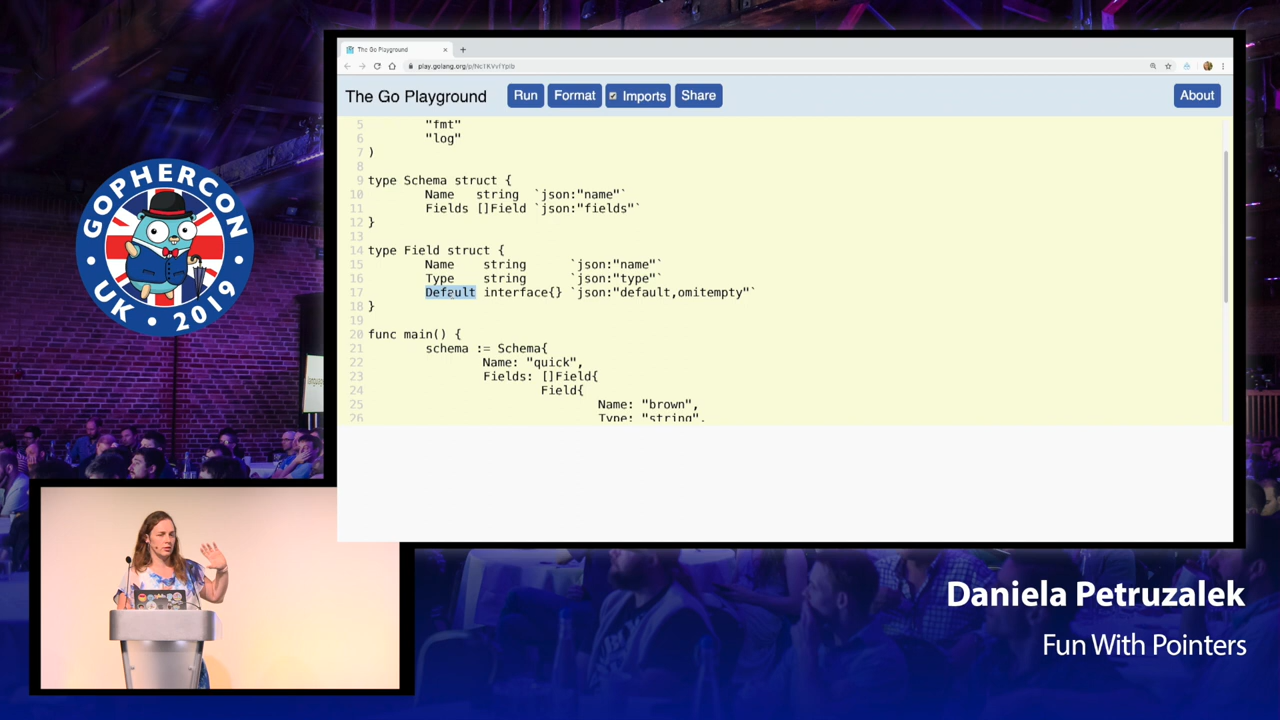 GOPHERCON
UK • 2019
The Go Playground
The Go Playground
Run
Format
Imports
Share
About
5 "fmt"
6 "log"
7 )
8
9 type Schema struct {
10 Name string `json:"name"`
11 Fields []Field `json:"fields"`
12 }
13
14 type Field struct {
15 Name string `json:"name"`
16 Type string `json:"type"`
17 Default interface{} `json:"default,omitempty"`
18 }
19
20 func main() {
21 schema := Schema{
22 Name: "quick",
23 Fields: []Field{
24 Field{
25 Name: "brown",
26 Type: "string",
Daniela Petruzalek
Fun With Pointers